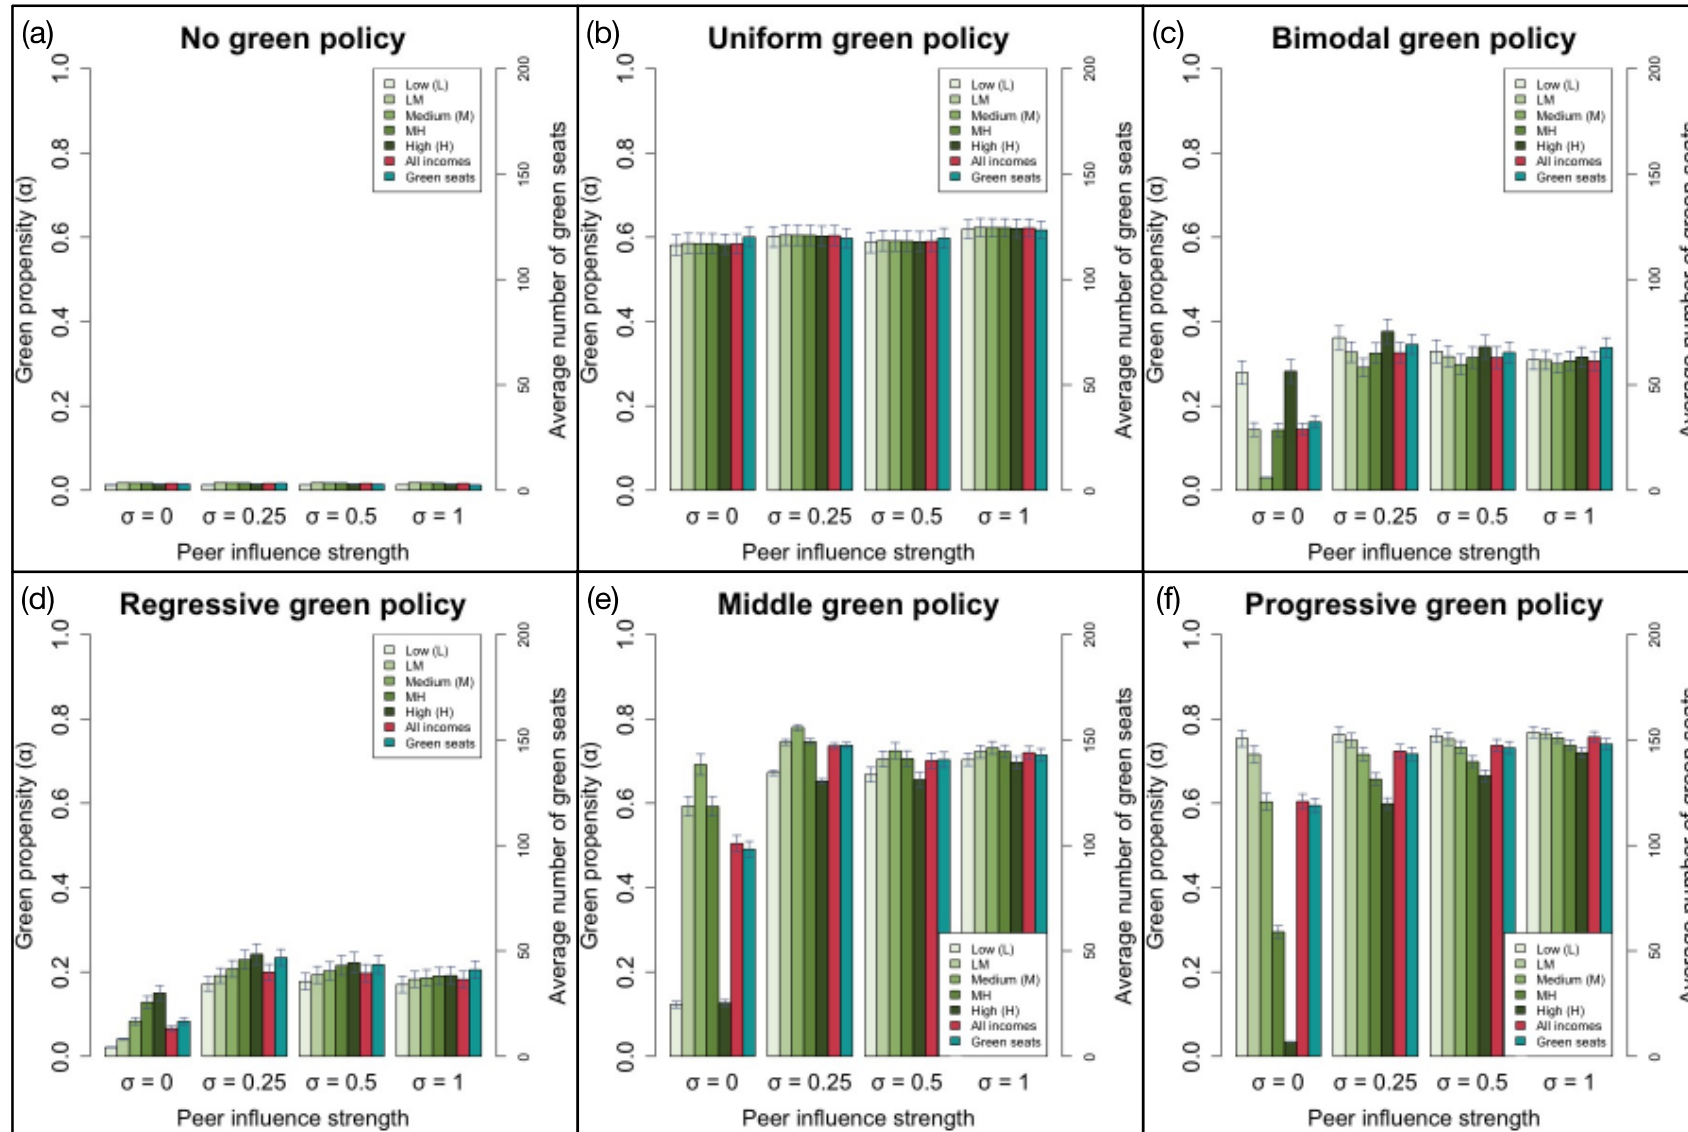 (a)
No green policy
Green propensity (α)
0.0 0.2 0.4 0.6 0.8 1.0
Low (L)
LM
Medium (M)
MH
High (H)
All incomes
Green seats
0 50 100 150 200
Average number of green seats
σ = 0 σ = 0.25 σ = 0.5 σ = 1
Peer influence strength
(b)
Uniform green policy
Green propensity (α)
0.0 0.2 0.4 0.6 0.8 1.0
Low (L)
LM
Medium (M)
MH
High (H)
All incomes
Green seats
0 50 100 150 200
Average number of green seats
σ = 0 σ = 0.25 σ = 0.5 σ = 1
Peer influence strength
(c)
Bimodal green policy
Green propensity (α)
0.0 0.2 0.4 0.6 0.8 1.0
Low (L)
LM
Medium (M)
MH
High (H)
All incomes
Green seats
0 50 100 150 200
Average number of green seats
σ = 0 σ = 0.25 σ = 0.5 σ = 1
Peer influence strength
(d)
Regressive green policy
Green propensity (α)
0.0 0.2 0.4 0.6 0.8 1.0
Low (L)
LM
Medium (M)
MH
High (H)
All incomes
Green seats
0 50 100 150 200
Average number of green seats
σ = 0 σ = 0.25 σ = 0.5 σ = 1
Peer influence strength
(e)
Middle green policy
Green propensity (α)
0.0 0.2 0.4 0.6 0.8 1.0
Low (L)
LM
Medium (M)
MH
High (H)
All incomes
Green seats
0 50 100 150 200
Average number of green seats
σ = 0 σ = 0.25 σ = 0.5 σ = 1
Peer influence strength
(f)
Progressive green policy
Green propensity (α)
0.0 0.2 0.4 0.6 0.8 1.0
Low (L)
LM
Medium (M)
MH
High (H)
All incomes
Green seats
0 50 100 150 200
Average number of green seats
σ = 0 σ = 0.25 σ = 0.5 σ = 1
Peer influence strength